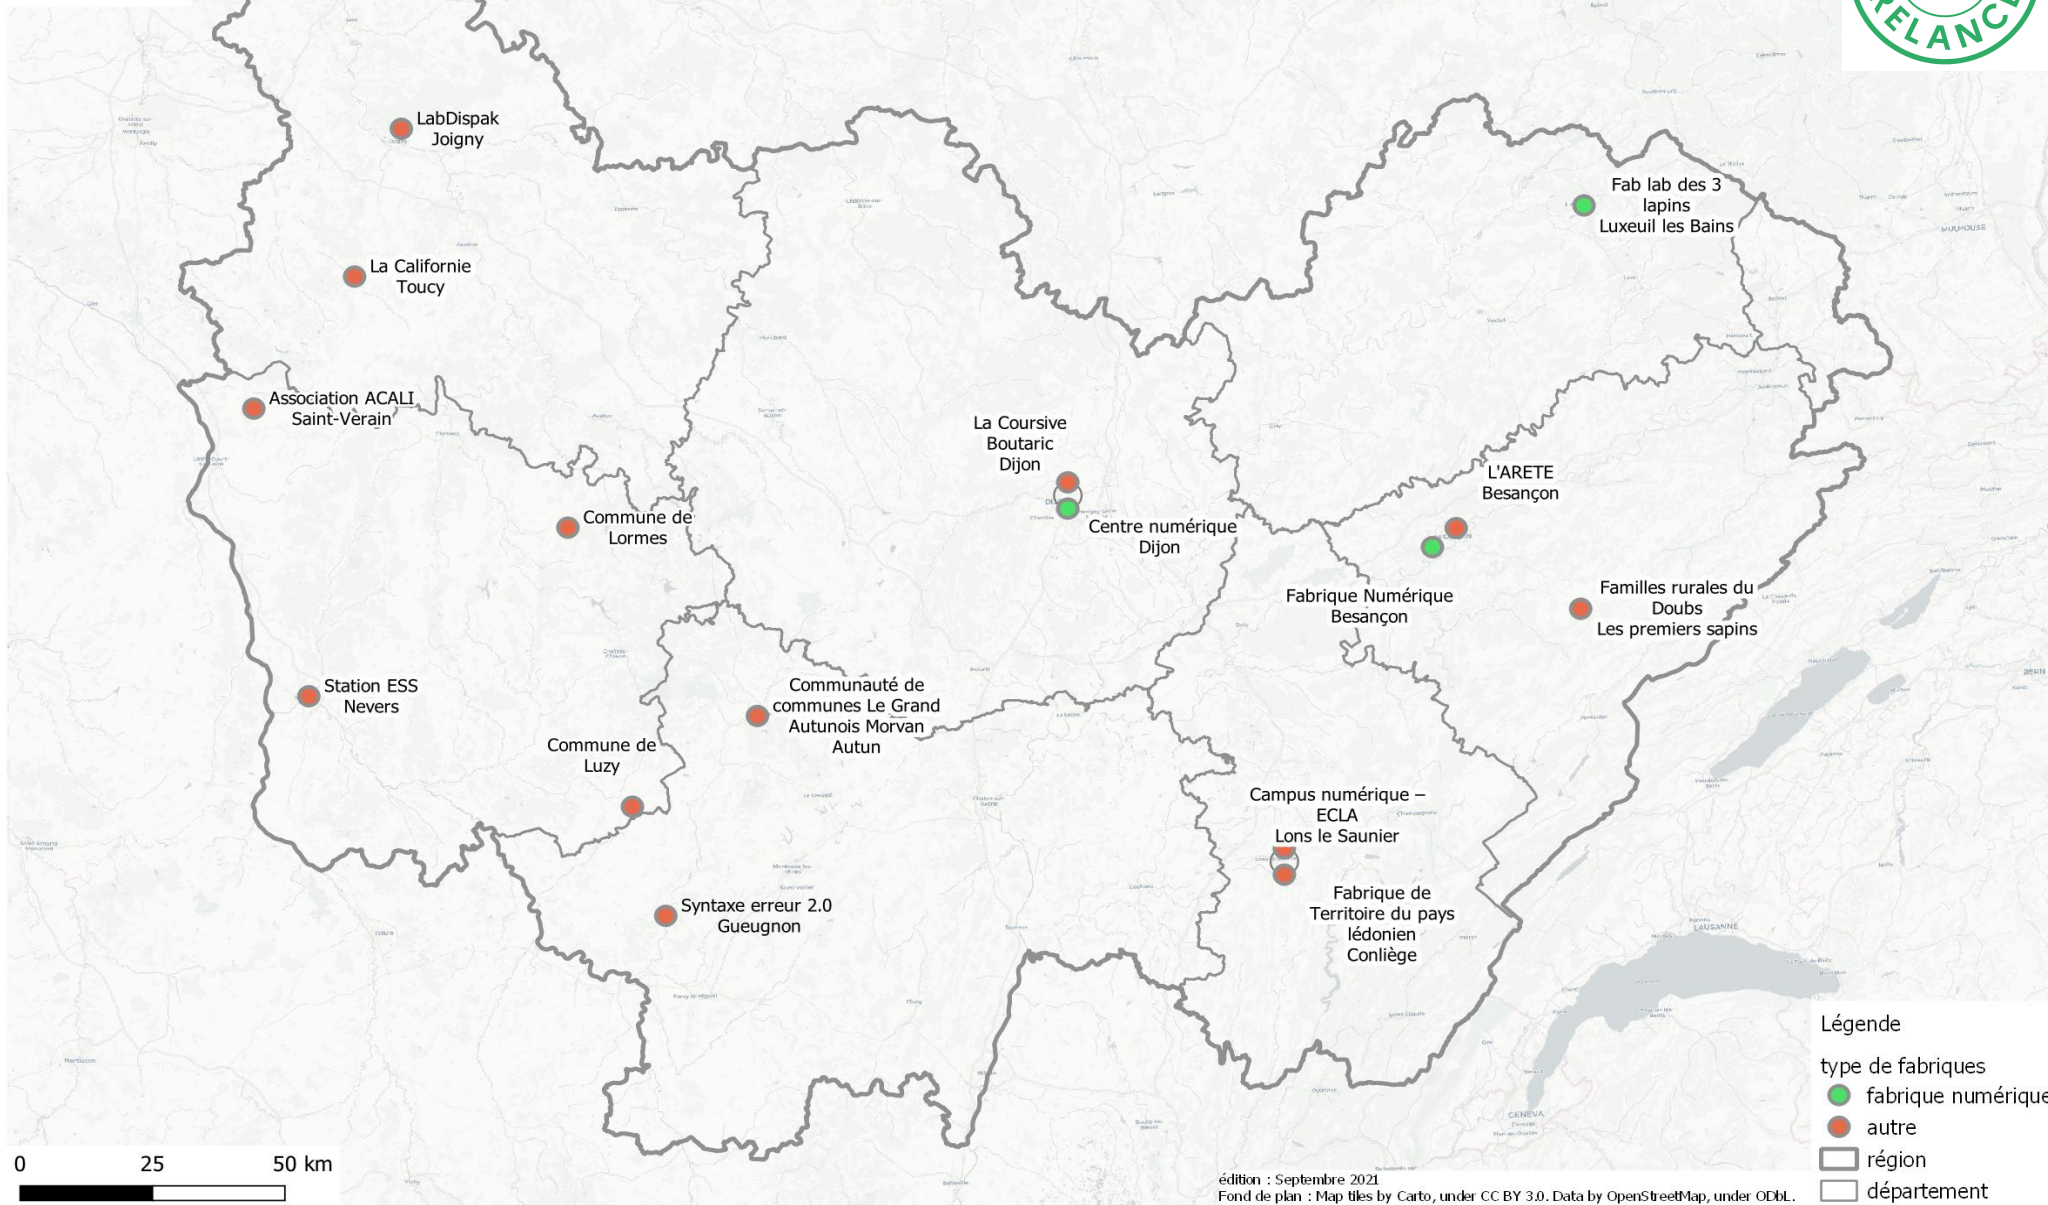 RELANCE
LabDispak
Joigny
Fab lab des 3
lapins
Luxeuil les Bains
MULHOUSE
La Californie
Toucy
Association ACALI
Saint-Verain
La Coursive
Boutaric
Dijon
L'ARETE
Besançon
Commune de
Lormes
Centre numérique
Dijon
Fabrique Numérique
Besançon
Familles rurales du
Doubs
Les premiers sapins
BERN
Station ESS
Nevers
Communauté de
communes Le Grand
Autunois Morvan
Autun
Commune de
Luzy
Campus numérique –
ECLA
Lons le Saunier
Fabrique de
Territoire du pays
lédonien
Conliège
Syntaxe erreur 2.0
Gueugnon
LAUSANNE
GENEVA
Légende
type de fabriques
fabrique numérique
autre
région
département
0 25 50 km
édition : Septembre 2021
Fond de plan : Map tiles by Carto, under CC BY 3.0. Data by OpenStreetMap, under ODbL.